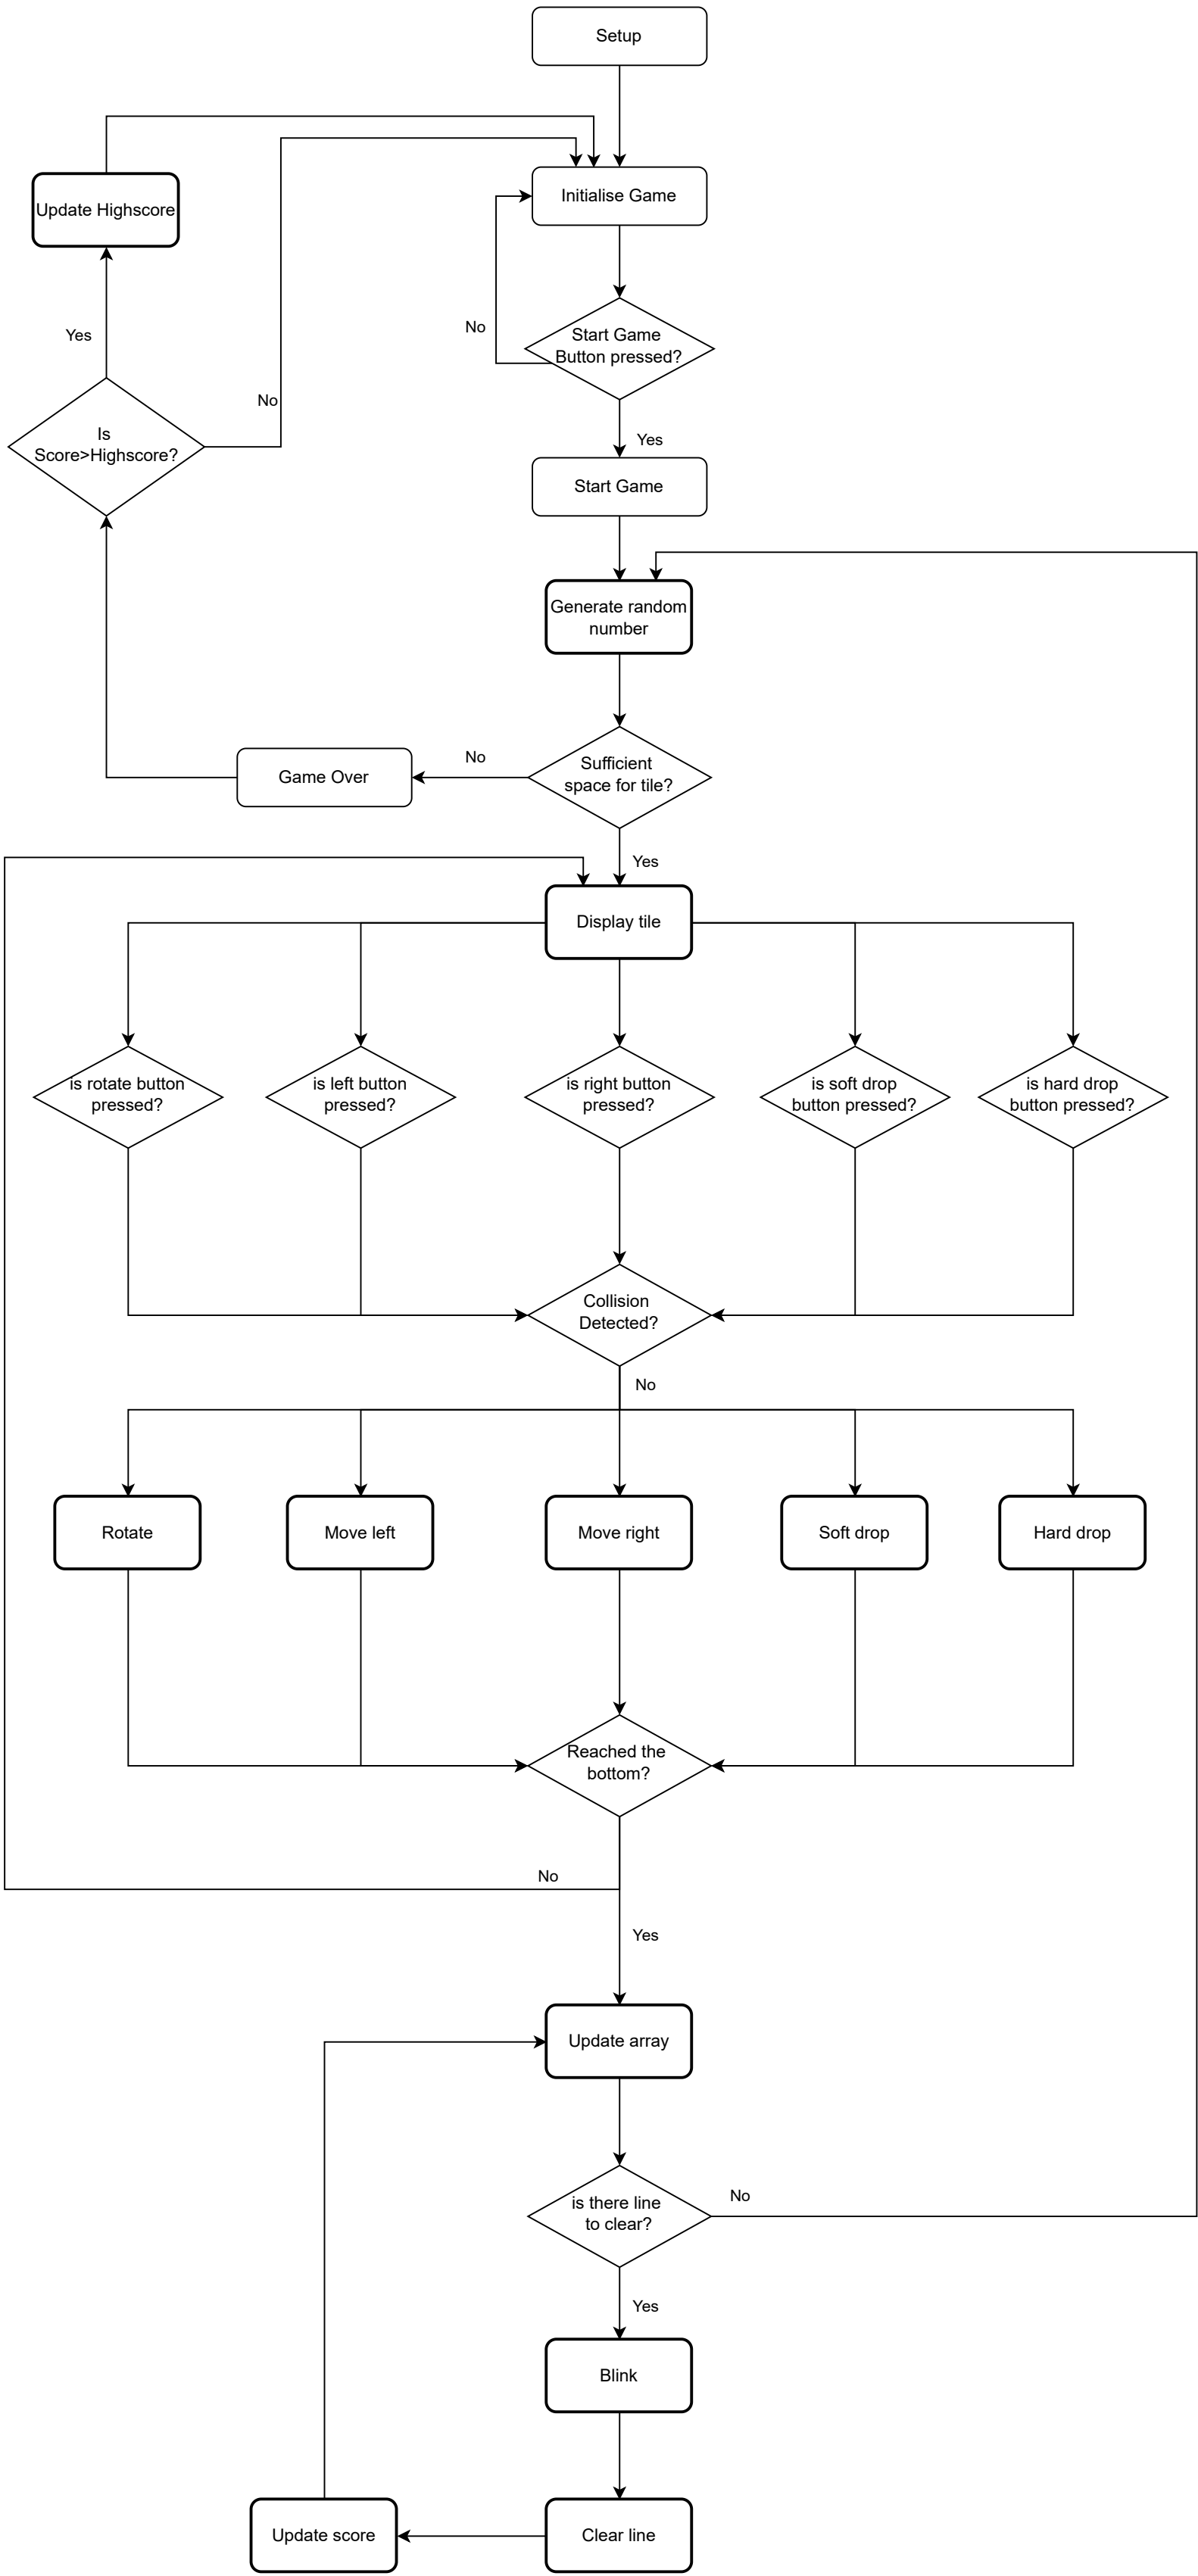 Setup
Update Highscore
Initialise Game
Yes
No
Start Game
Button pressed?
No
Is
Score>Highscore?
Yes
Start Game
Generate random
number
Sufficient
space for tile?
No
Game Over
Yes
Display tile
is rotate button
pressed?
is left button
pressed?
is right button
pressed?
is soft drop
button pressed?
is hard drop
button pressed?
Collision
Detected?
No
Rotate
Move left
Move right
Soft drop
Hard drop
Reached the
bottom?
No
Yes
Update array
is there line
to clear?
No
Yes
Blink
Update score
Clear line